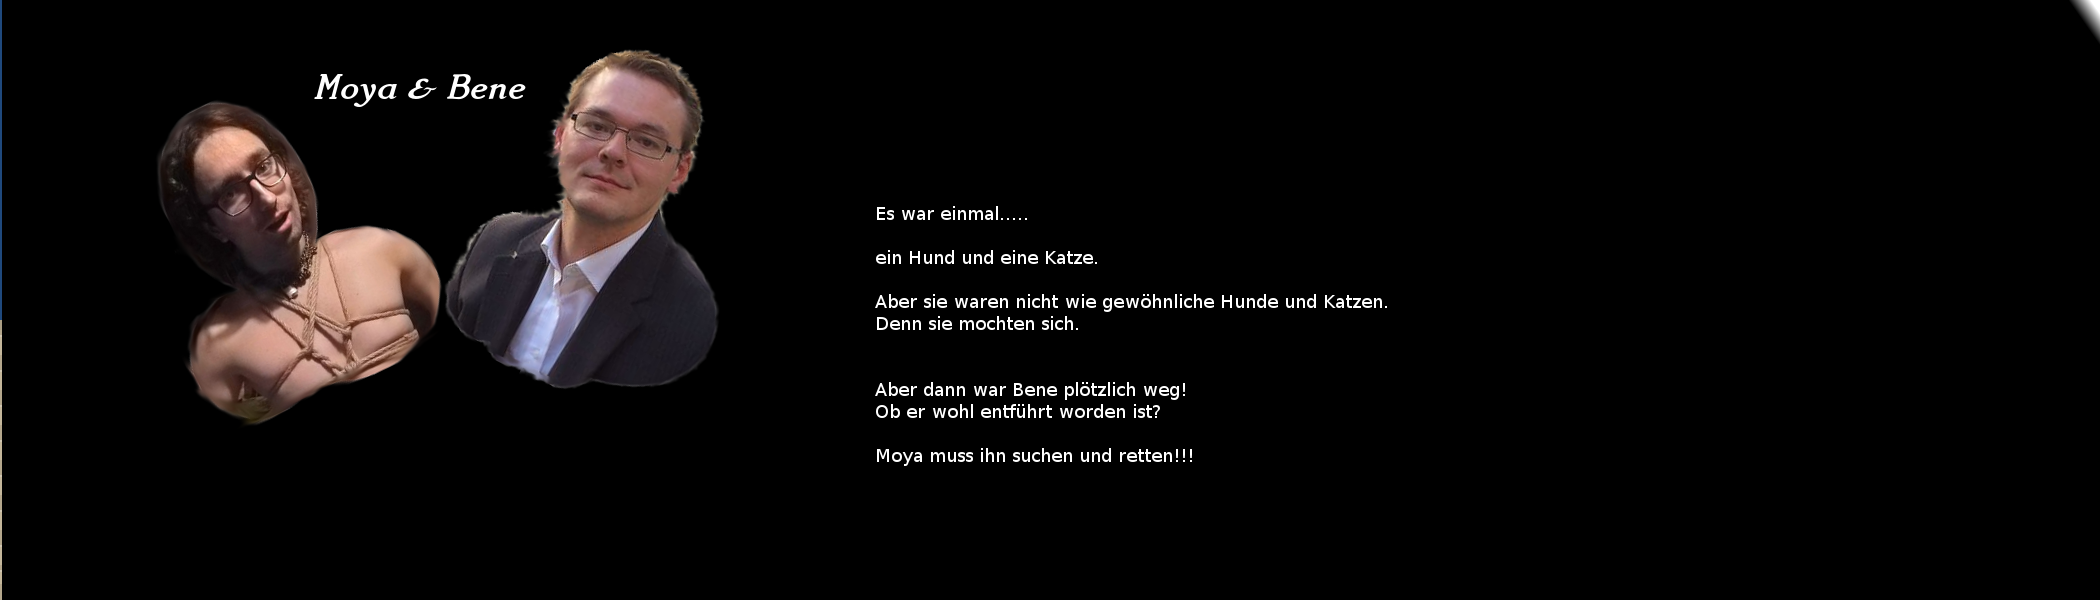 Moya & Bene
Es war einmal.....
ein Hund und eine Katze.
Aber sie waren nicht wie gewöhnliche Hunde und Katzen.
Denn sie mochten sich.
Aber dann war Bene plötzlich weg!
Ob er wohl entführt worden ist?
Moya muss ihn suchen und retten!!!